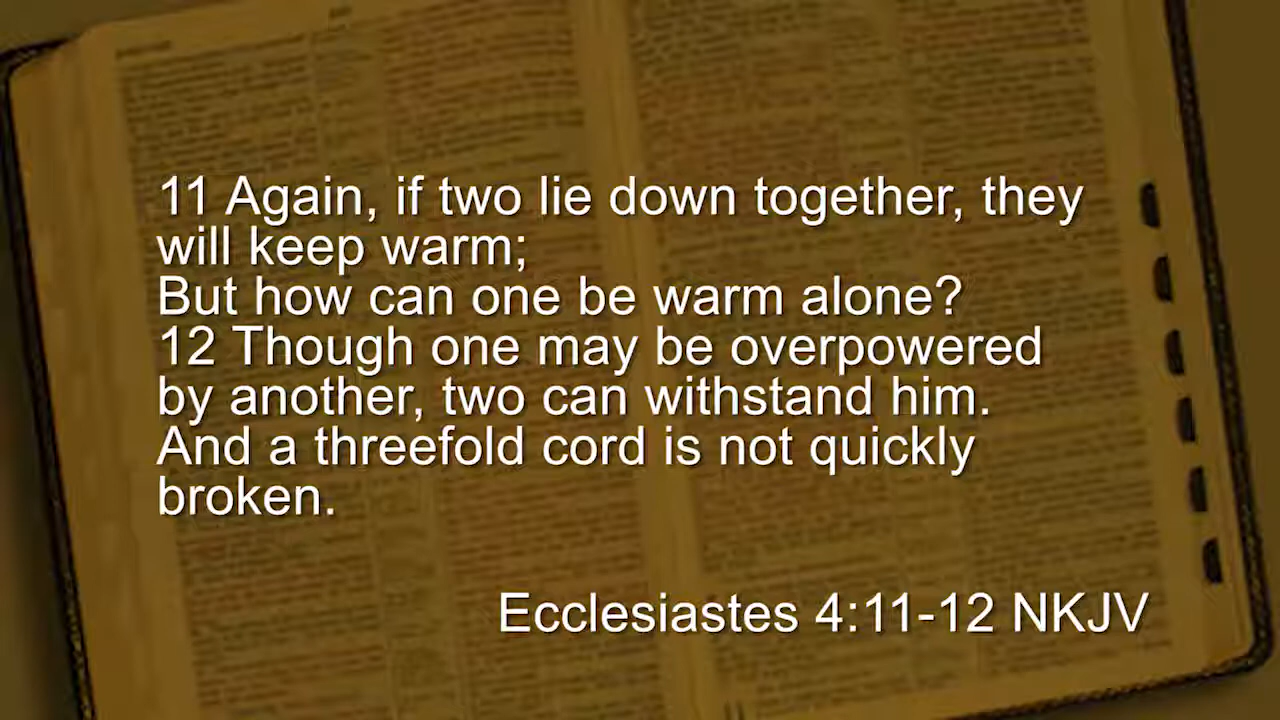 11 Again, if two lie down together, they
will keep warm;
But how can one be warm alone?
12 Though one may be overpowered
by another, two can withstand him.
And a threefold cord is not quickly
broken.
Ecclesiastes 4:11-12 NKJV